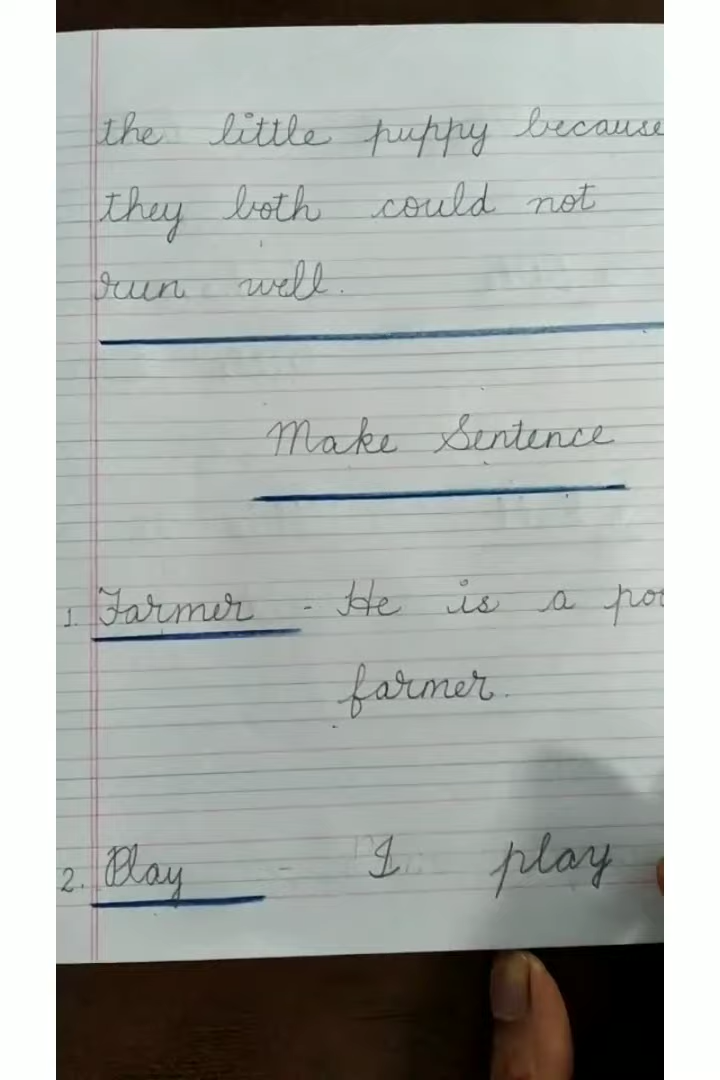 the little puppy because
they both could not
run well.
Make Sentence
1. Farmer - He is a
farmer.
2. Play - I play